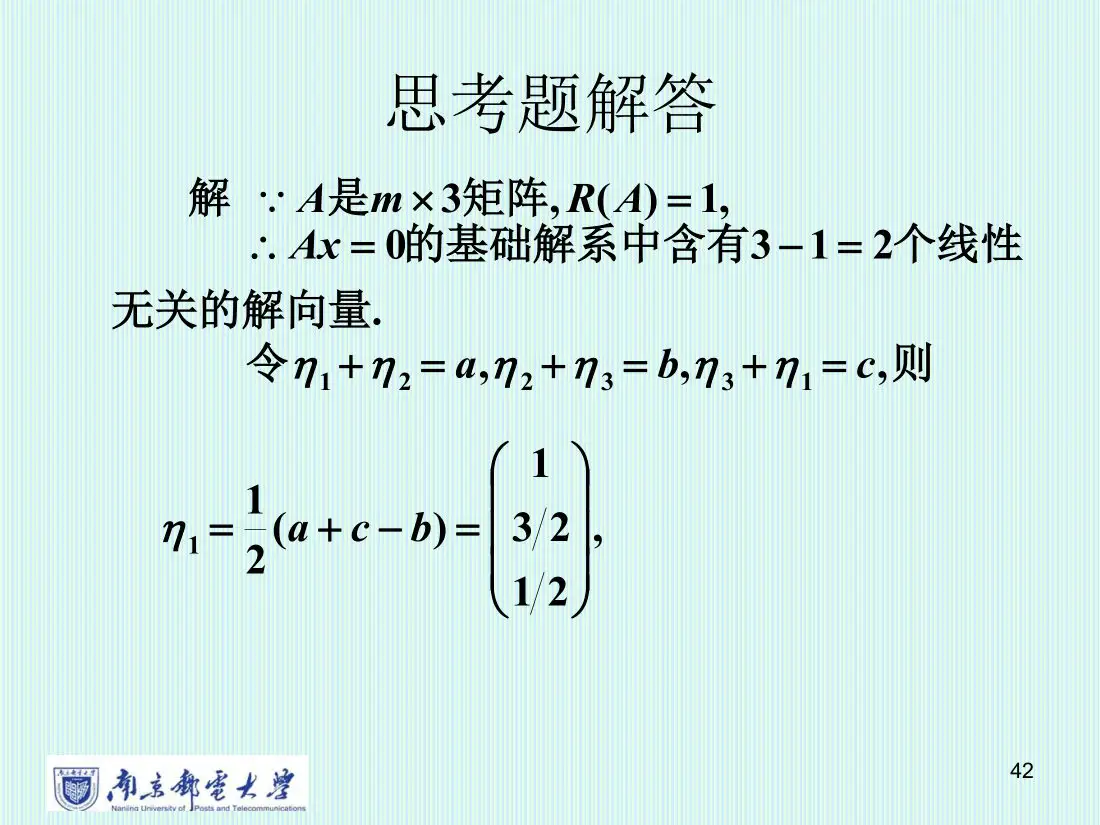 思考题解答
解 ∵ A是m×3矩阵, R(A) = 1,
∴ Ax = 0的基础解系中含有3−1 = 2个线性
无关的解向量.
令η₁+η₂ = a, η₂+η₃ = b, η₃+η₁ = c, 则
1
η₁ = 1/2 (a + c − b) = ( 3/2 ),
1/2
南京邮電大学
Nanjing University of Posts and Telecommunications
42